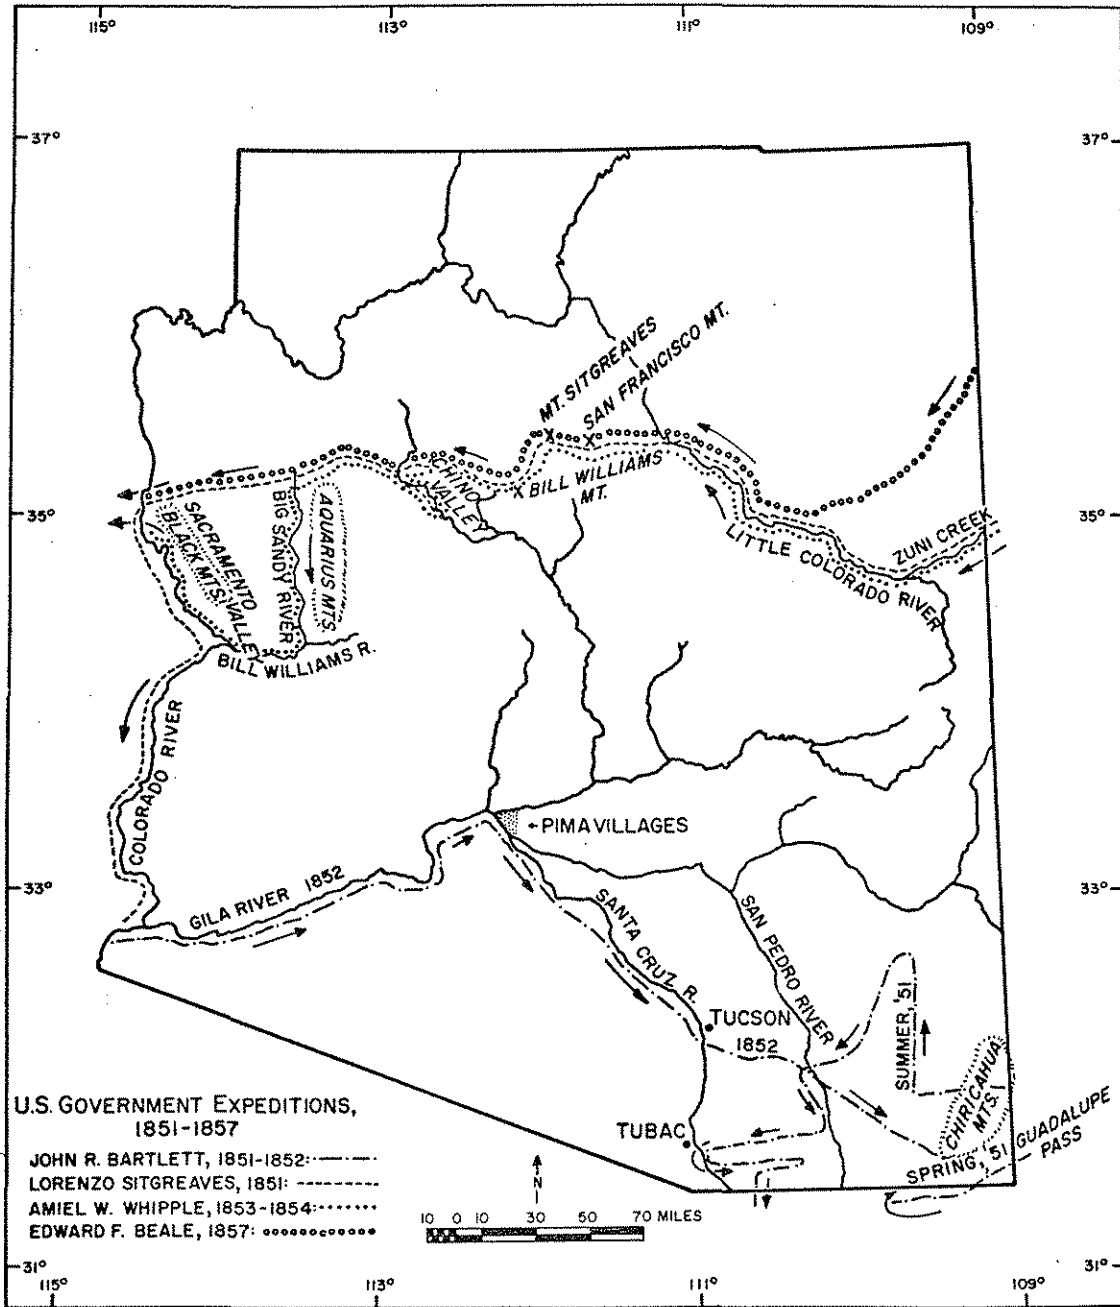 115°
113°
111°
109°
37°
37°
MT. SITGREAVES
SAN FRANCISCO MT.
CHINO
VALLEY
BILL WILLIAMS
MT.
35°
35°
SACRAMENTO
VALLEY
BLACK MTS.
BIG SANDY RIVER
AQUARIUS MTS.
ZUNI CREEK
LITTLE COLORADO RIVER
BILL WILLIAMS R.
COLORADO RIVER
PIMA VILLAGES
33°
33°
GILA RIVER 1852
SANTA CRUZ R.
SAN PEDRO RIVER
TUCSON
1852
SUMMER, '51
CHIRICAHUA
MTS.
TUBAC
SPRING, '51
GUADALUPE
PASS
U.S. GOVERNMENT EXPEDITIONS,
1851-1857
JOHN R. BARTLETT, 1851-1852:
LORENZO SITGREAVES, 1851:
AMIEL W. WHIPPLE, 1853-1854:
EDWARD F. BEALE, 1857:
N
10 0 10 30 50 70 MILES
31°
31°
115°
113°
111°
109°